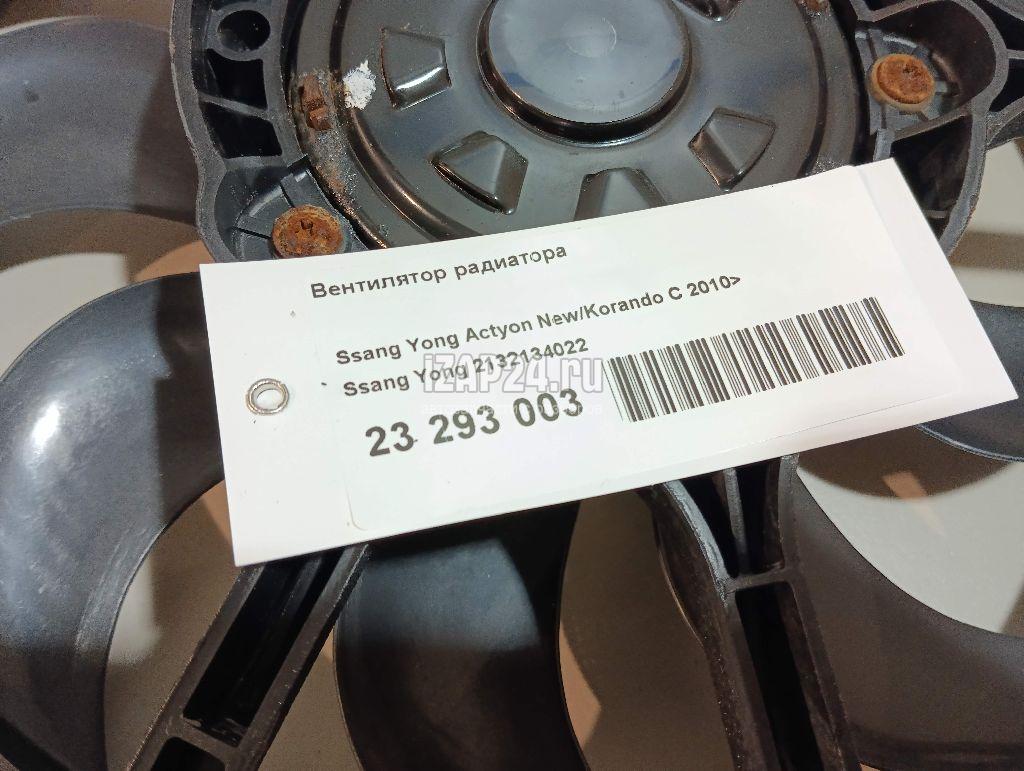 Вентилятор радиатора
Ssang Yong Actyon New/Korando C 2010>
Ssang Yong 2132134022
iZAP24.ru
23 293 003